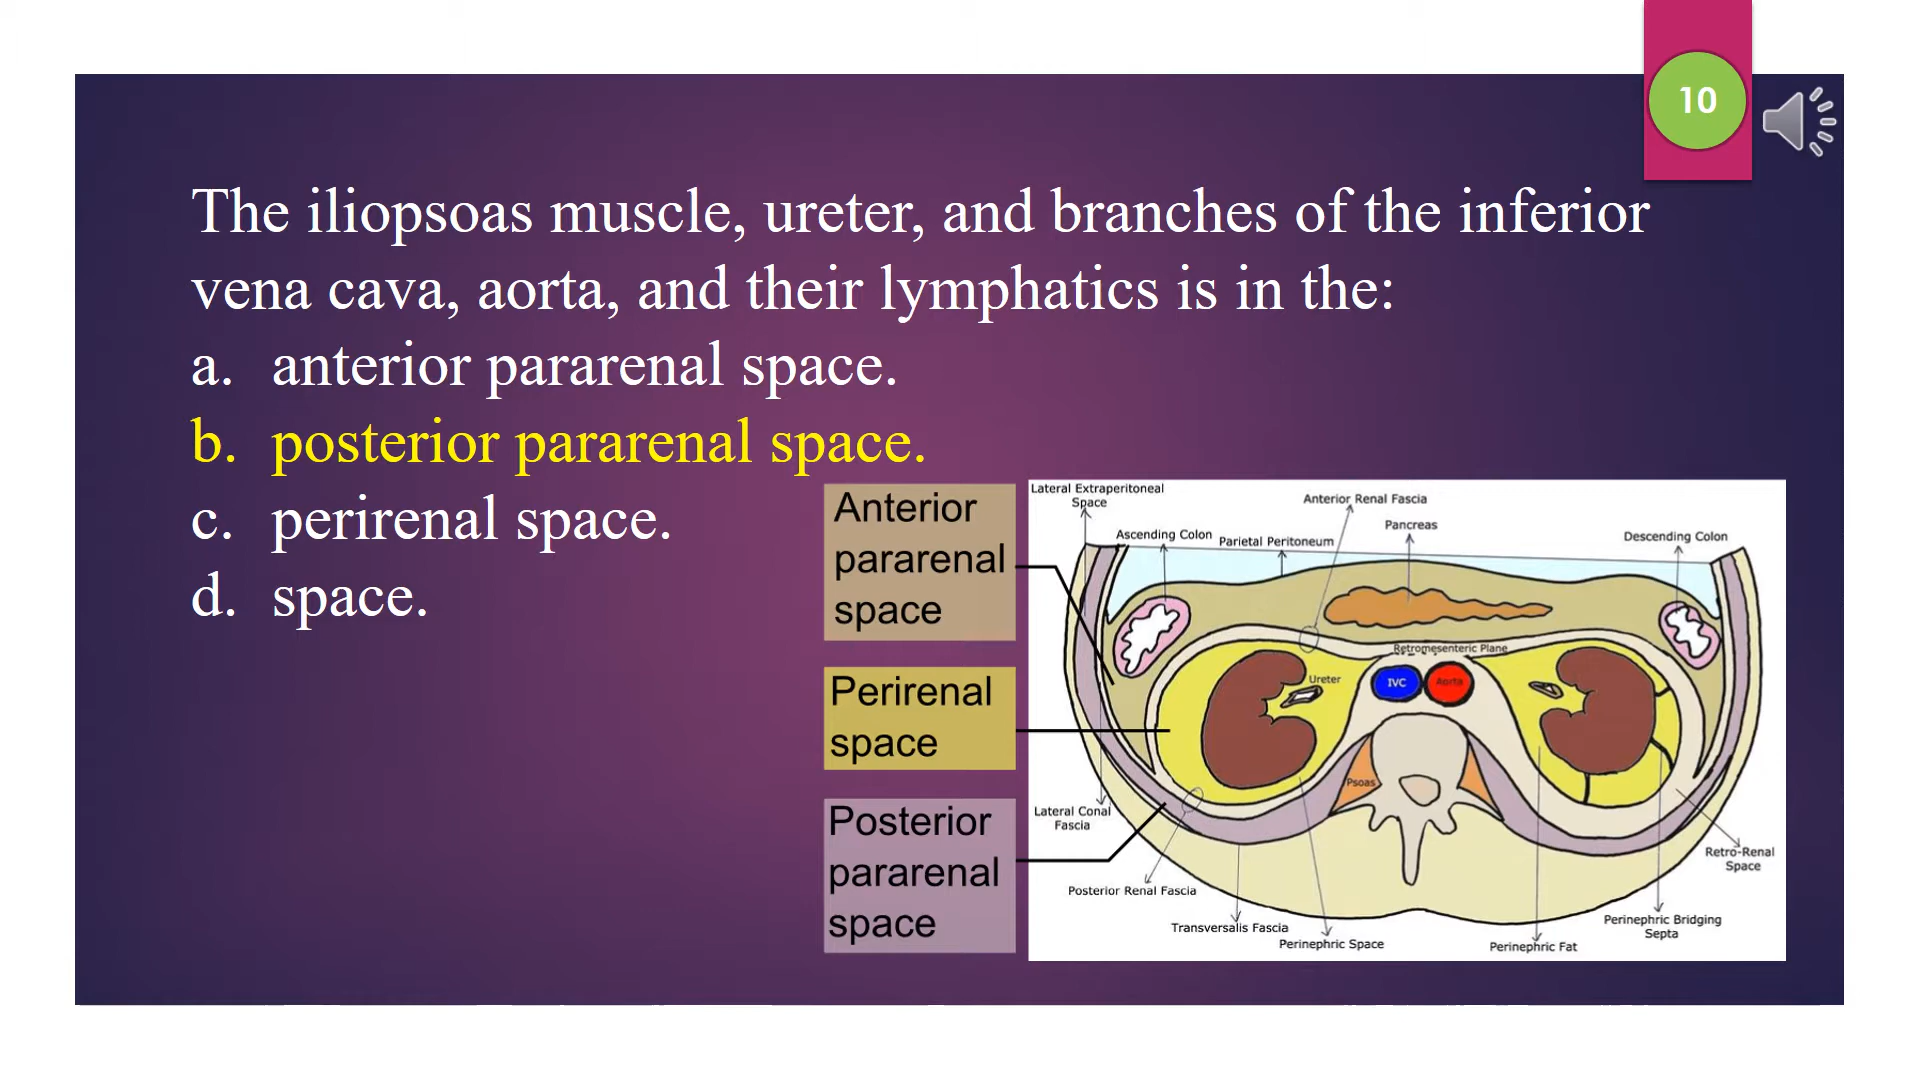 10
The iliopsoas muscle, ureter, and branches of the inferior
vena cava, aorta, and their lymphatics is in the:
a. anterior pararenal space.
b. posterior pararenal space.
c. perirenal space.
d. space.
Anterior
pararenal
space
Perirenal
space
Posterior
pararenal
space
Lateral Extraperitoneal
Space
Anterior Renal Fascia
Pancreas
Ascending Colon
Parietal Peritoneum
Descending Colon
Retromesenteric Plane
Ureter
IVC
Aorta
Psoas
Lateral Conal
Fascia
Retro-Renal
Space
Posterior Renal Fascia
Transversalis Fascia
Perinephric Space
Perinephric Fat
Perinephric Bridging
Septa